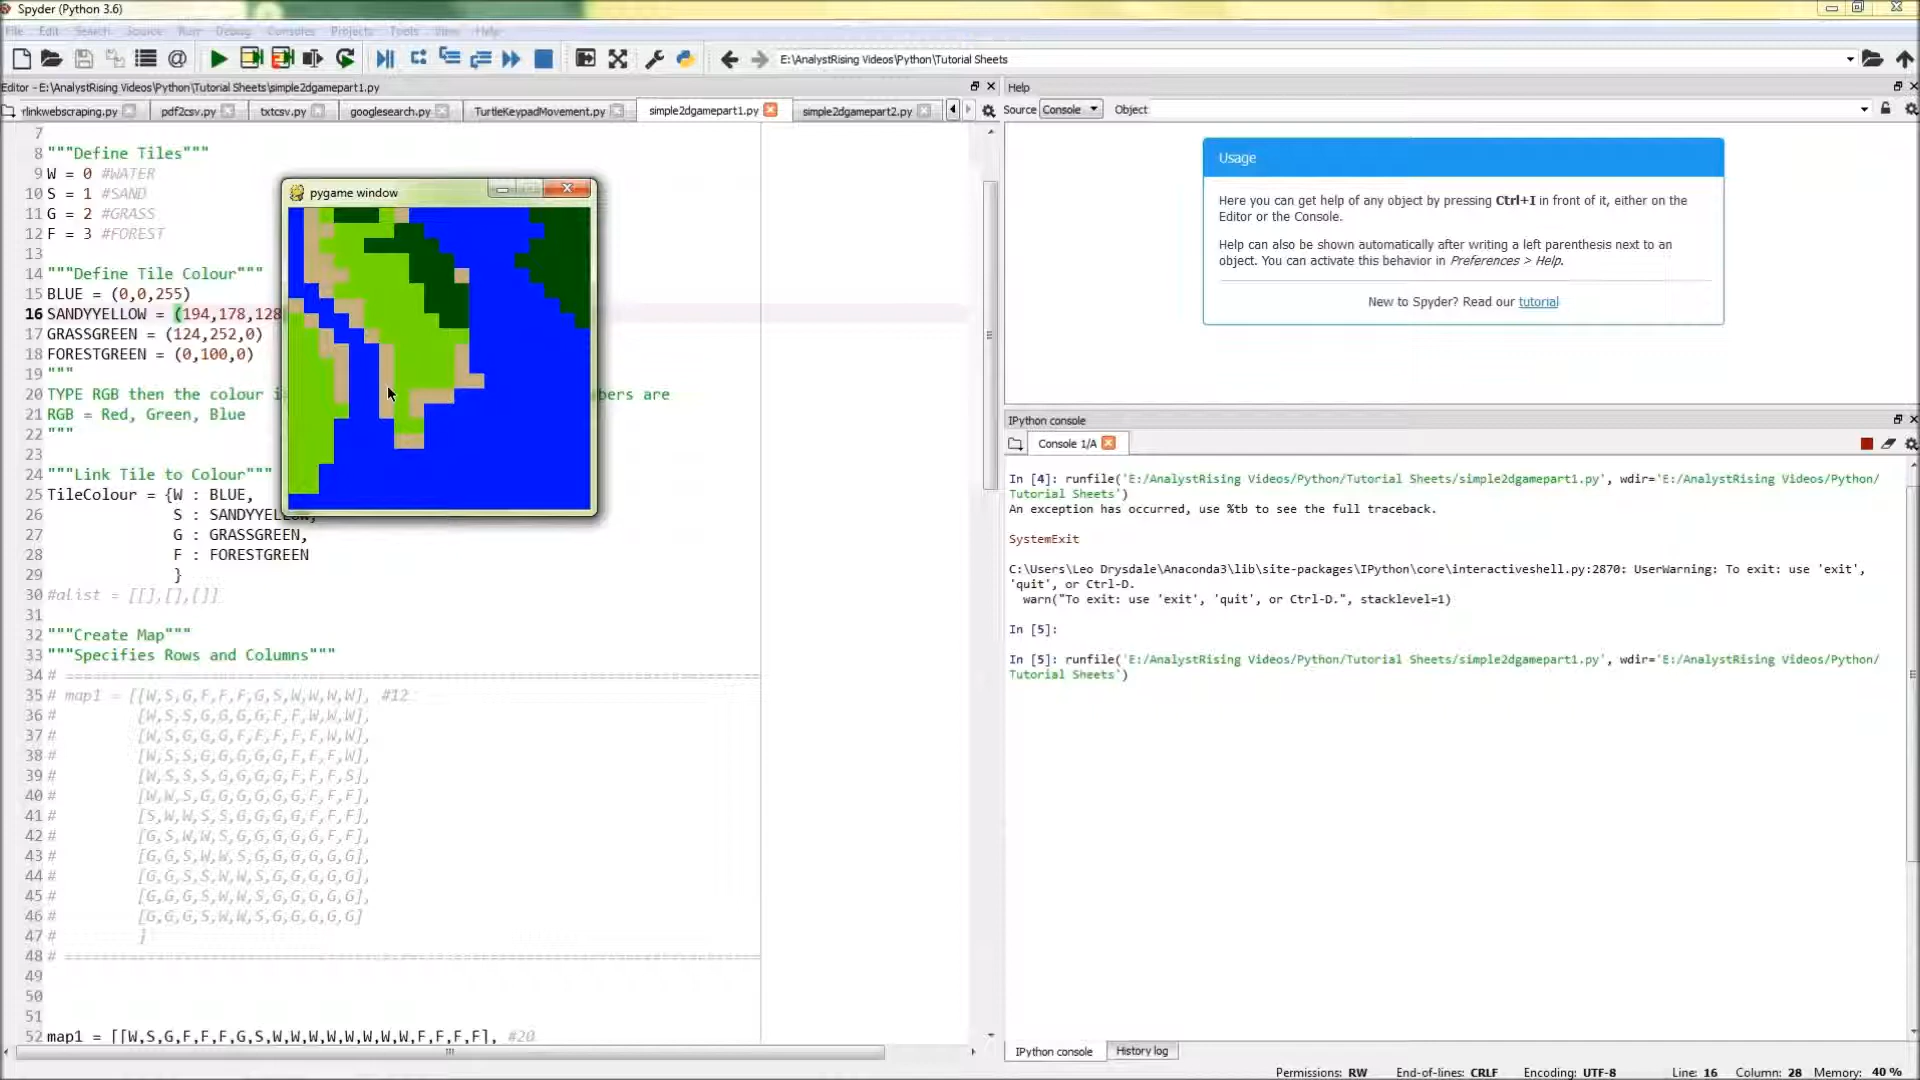 Spyder (Python 3.6)
File Edit Search Source Run Debug Consoles Projects Tools View Help
E:\AnalystRising Videos\Python\Tutorial Sheets
Editor - E:\AnalystRising Videos\Python\Tutorial Sheets\simple2dgamepart1.py
rlinkwebscraping.py pdf2csv.py txtcsv.py googlesearch.py TurtleKeypadMovement.py simple2dgamepart1.py simple2dgamepart2.py
7
8 """Define Tiles"""
9 W = 0 #WATER
10 S = 1 #SAND
11 G = 2 #GRASS
12 F = 3 #FOREST
13
14 """Define Tile Colour"""
15 BLUE = (0,0,255)
16 SANDYYELLOW = (194,178,128
17 GRASSGREEN = (124,252,0)
18 FORESTGREEN = (0,100,0)
19 """
20 TYPE RGB then the colour i bers are
21 RGB = Red, Green, Blue
22 """
23
24 """Link Tile to Colour"""
25 TileColour = {W : BLUE,
26 S : SANDYYELLOW,
27 G : GRASSGREEN,
28 F : FORESTGREEN
29 }
30 #alist = [[],[],[]]
31
32 """Create Map"""
33 """Specifies Rows and Columns"""
34 # =============================================================================
35 # map1 = [[W,S,G,F,F,F,G,S,W,W,W,W], #12
36 # [W,S,S,G,G,G,G,F,F,W,W,W],
37 # [W,S,G,G,G,F,F,F,F,F,W,W],
38 # [W,S,S,G,G,G,G,G,F,F,F,W],
39 # [W,S,S,S,G,G,G,G,F,F,F,S],
40 # [W,W,S,G,G,G,G,G,G,F,F,F],
41 # [S,W,W,S,S,G,G,G,G,F,F,F],
42 # [G,S,W,W,S,G,G,G,G,G,F,F],
43 # [G,G,S,W,W,S,G,G,G,G,G,G],
44 # [G,G,S,S,W,W,S,G,G,G,G,G],
45 # [G,G,G,S,W,W,S,G,G,G,G,G],
46 # [G,G,G,S,W,W,S,G,G,G,G,G]
47 # ]
48 # =============================================================================
49
50
51
52 map1 = [[W,S,G,F,F,F,G,S,W,W,W,W,W,W,W,W,F,F,F,F], #20
pygame window
Help
Source Console Object
Usage
Here you can get help of any object by pressing Ctrl+I in front of it, either on the
Editor or the Console.
Help can also be shown automatically after writing a left parenthesis next to an
object. You can activate this behavior in Preferences > Help.
New to Spyder? Read our tutorial
IPython console
Console 1/A
In [4]: runfile('E:/AnalystRising Videos/Python/Tutorial Sheets/simple2dgamepart1.py', wdir='E:/AnalystRising Videos/Python/
Tutorial Sheets')
An exception has occurred, use %tb to see the full traceback.
SystemExit
C:\Users\Leo Drysdale\Anaconda3\lib\site-packages\IPython\core\interactiveshell.py:2870: UserWarning: To exit: use 'exit',
'quit', or Ctrl-D.
warn("To exit: use 'exit', 'quit', or Ctrl-D.", stacklevel=1)
In [5]:
In [5]: runfile('E:/AnalystRising Videos/Python/Tutorial Sheets/simple2dgamepart1.py', wdir='E:/AnalystRising Videos/Python/
Tutorial Sheets')
IPython console History log
Permissions: RW End-of-lines: CRLF Encoding: UTF-8 Line: 16 Column: 28 Memory: 40 %